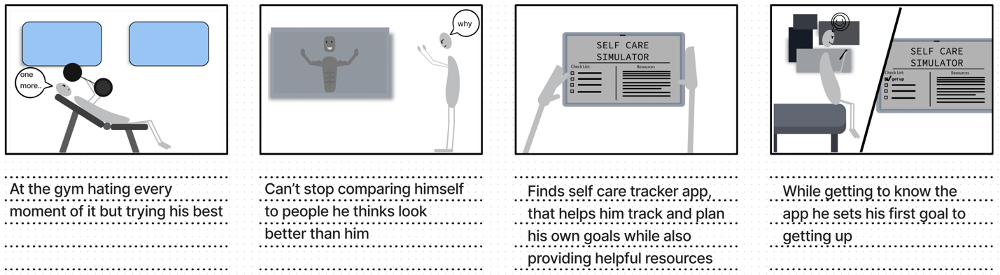 one
more..
At the gym hating every
moment of it but trying his best
why
Can't stop comparing himself
to people he thinks look
better than him
SELF CARE
SIMULATOR
Check List:
Resources
Finds self care tracker app,
that helps him track and plan
his own goals while also
providing helpful resources
SELF CARE
SIMULATOR
Check List:
Resources
get up
While getting to know the
app he sets his first goal to
getting up